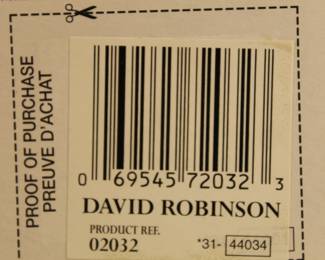 PROOF OF PURCHASE
PREUVE D'ACHAT
0 69545 72032 3
DAVID ROBINSON
PRODUCT REF.
02032
*31- 44034